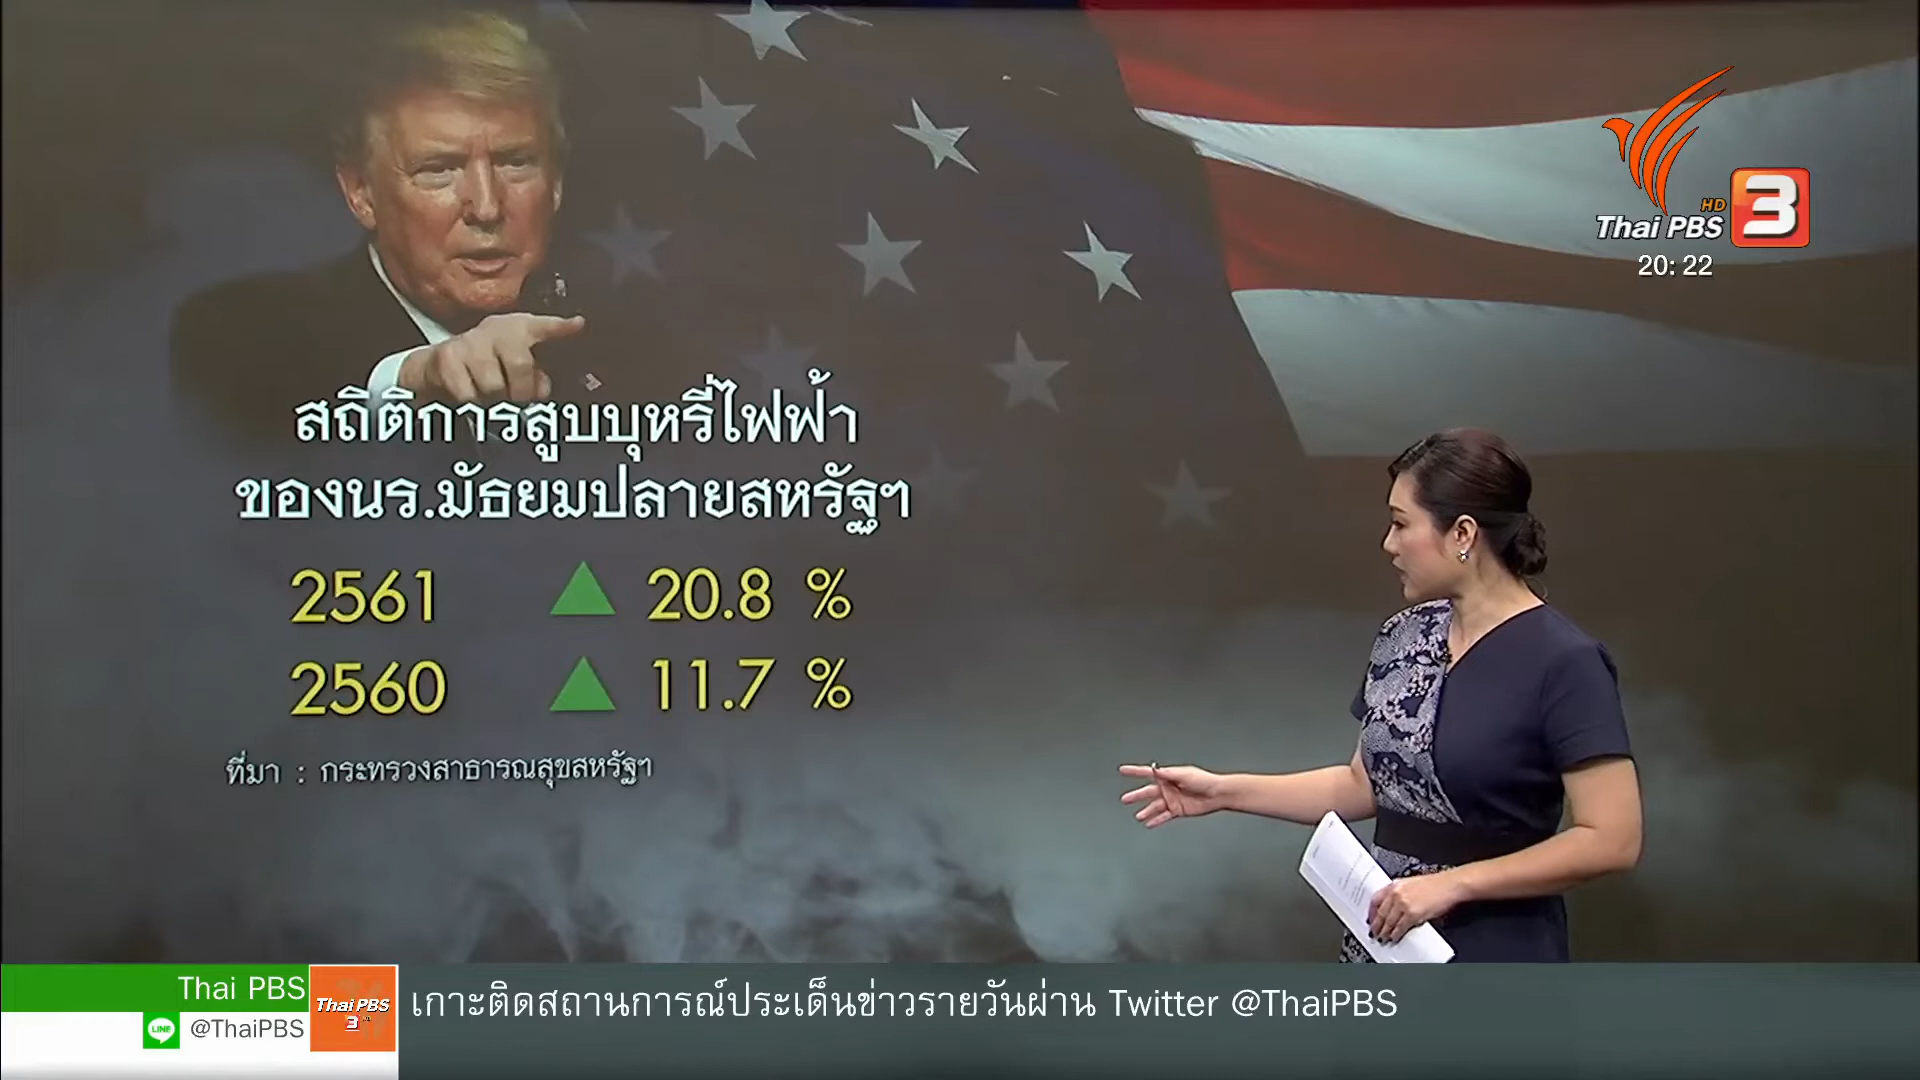 HD
Thai PBS 3
20: 22
สถิติการสูบบุหรี่ไฟฟ้า
ของนร.มัธยมปลายสหรัฐฯ
2561 20.8 %
2560 11.7 %
ที่มา : กระทรวงสาธารณสุขสหรัฐฯ
Thai PBS
LINE @ThaiPBS
Thai PBS
3
เกาะติดสถานการณ์ประเด็นข่าวรายวันผ่าน Twitter @ThaiPBS